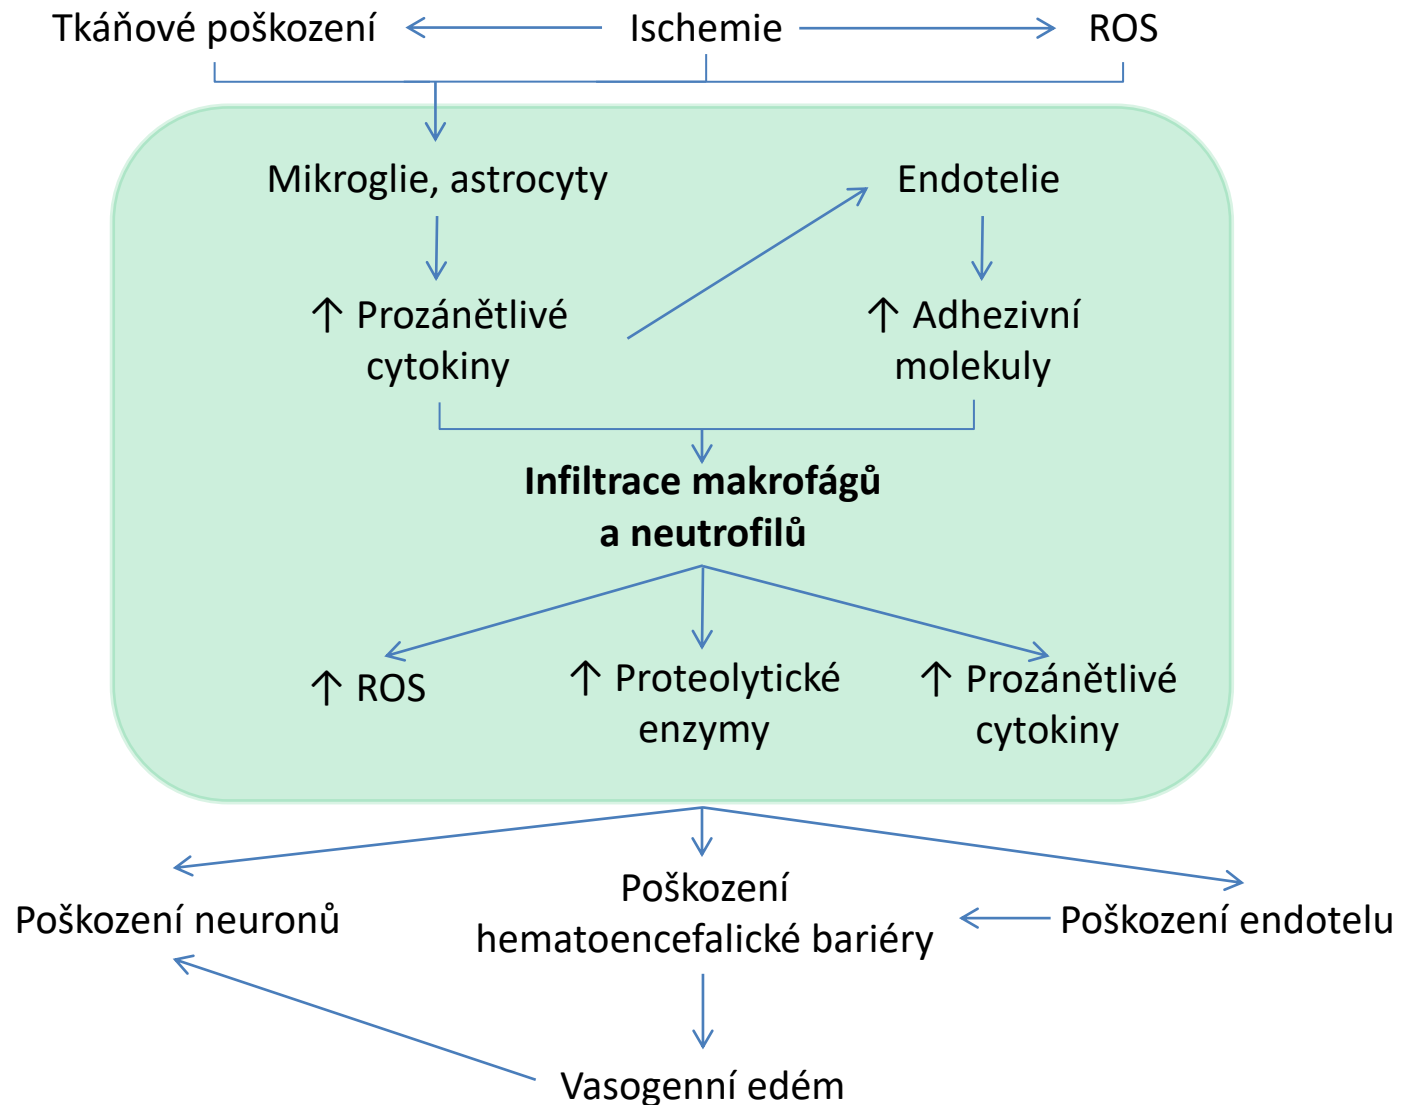 Tkáňové poškození
Ischemie
ROS
Mikroglie, astrocyty
Endotelie
↑ Prozánětlivé
cytokiny
↑ Adhezivní
molekuly
Infiltrace makrofágů
a neutrofilů
↑ ROS
↑ Proteolytické
enzymy
↑ Prozánětlivé
cytokiny
Poškození neuronů
Poškození
hematoencefalické bariéry
Poškození endotelu
Vasogenní edém